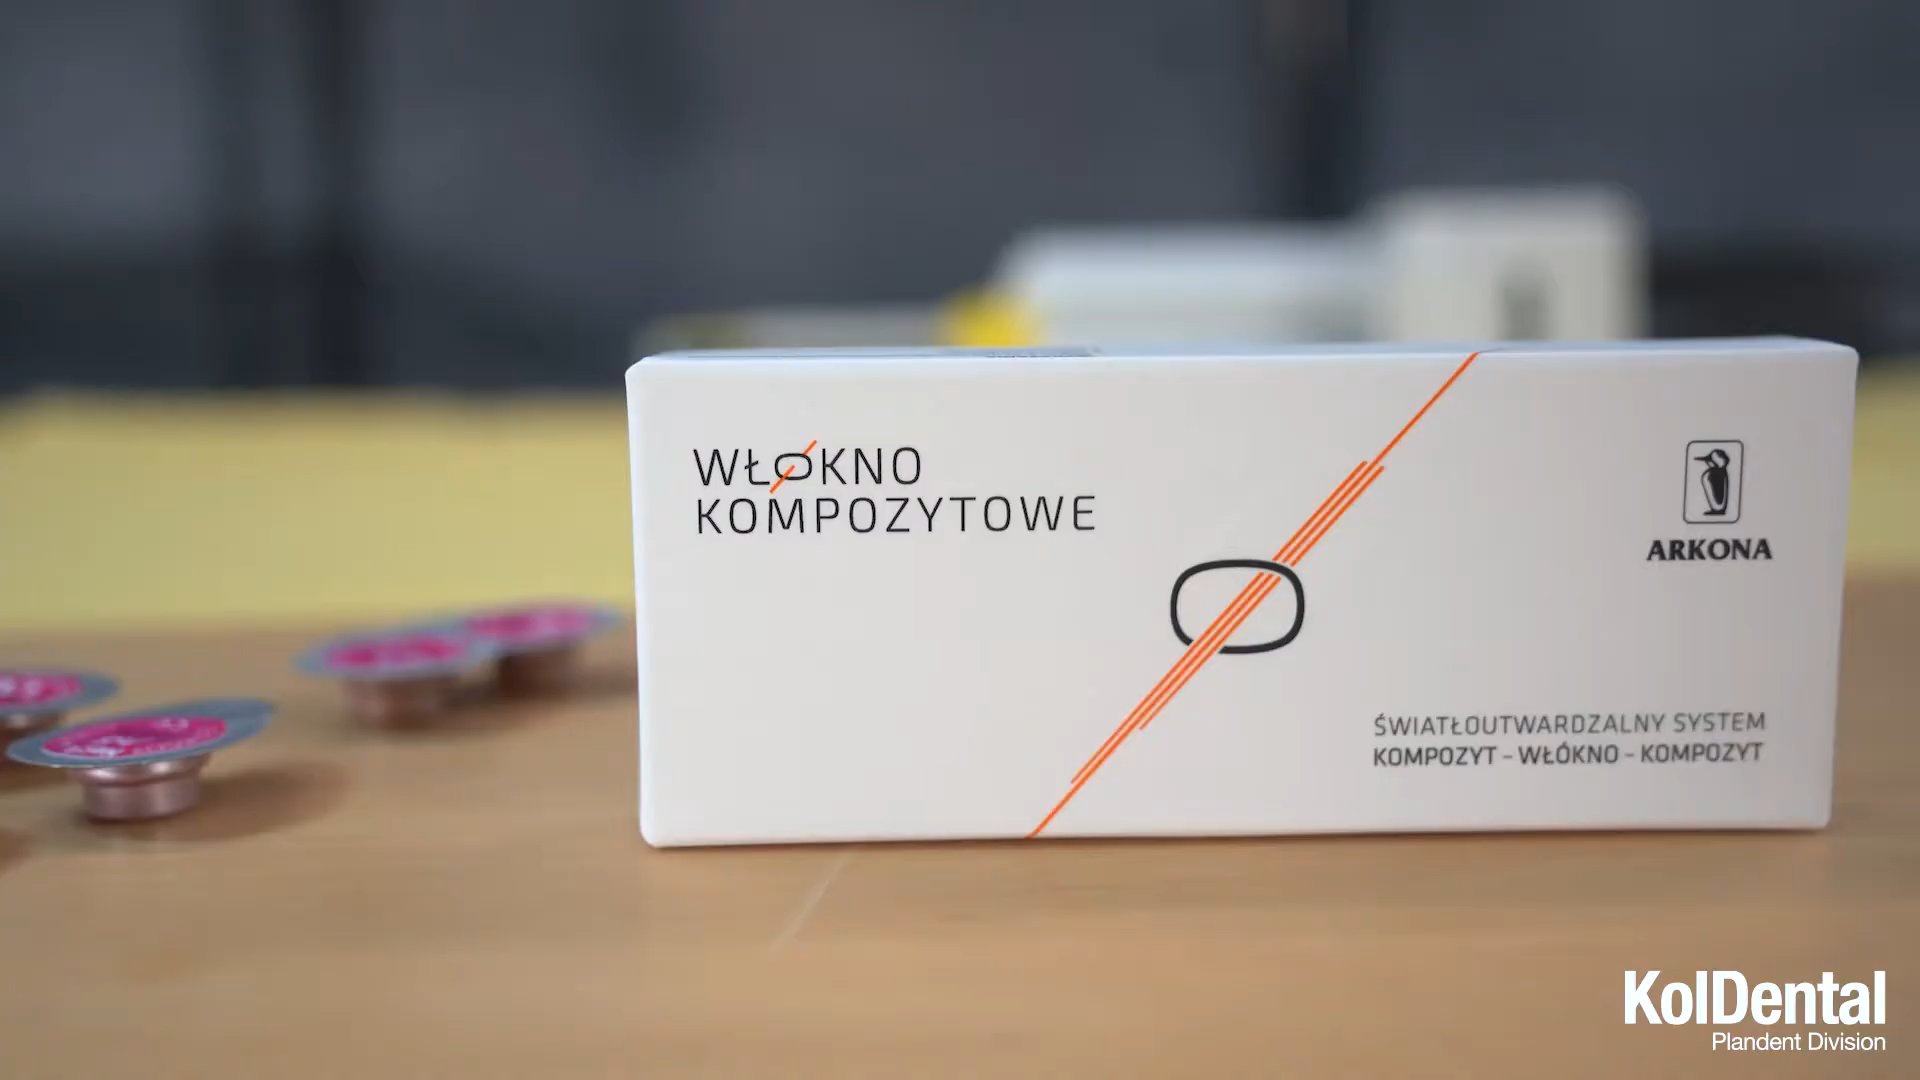 WŁÓKNO
KOMPOZYTOWE
ARKONA
ŚWIATŁOUTWARDZALNY SYSTEM
KOMPOZYT - WŁÓKNO - KOMPOZYT
KolDental
Plandent Division